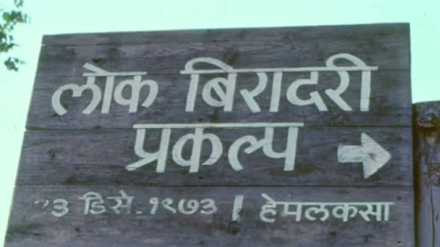 लोक बिरादरी
प्रकल्प →
२३ डिसे. १९७३ / हेमलकसा